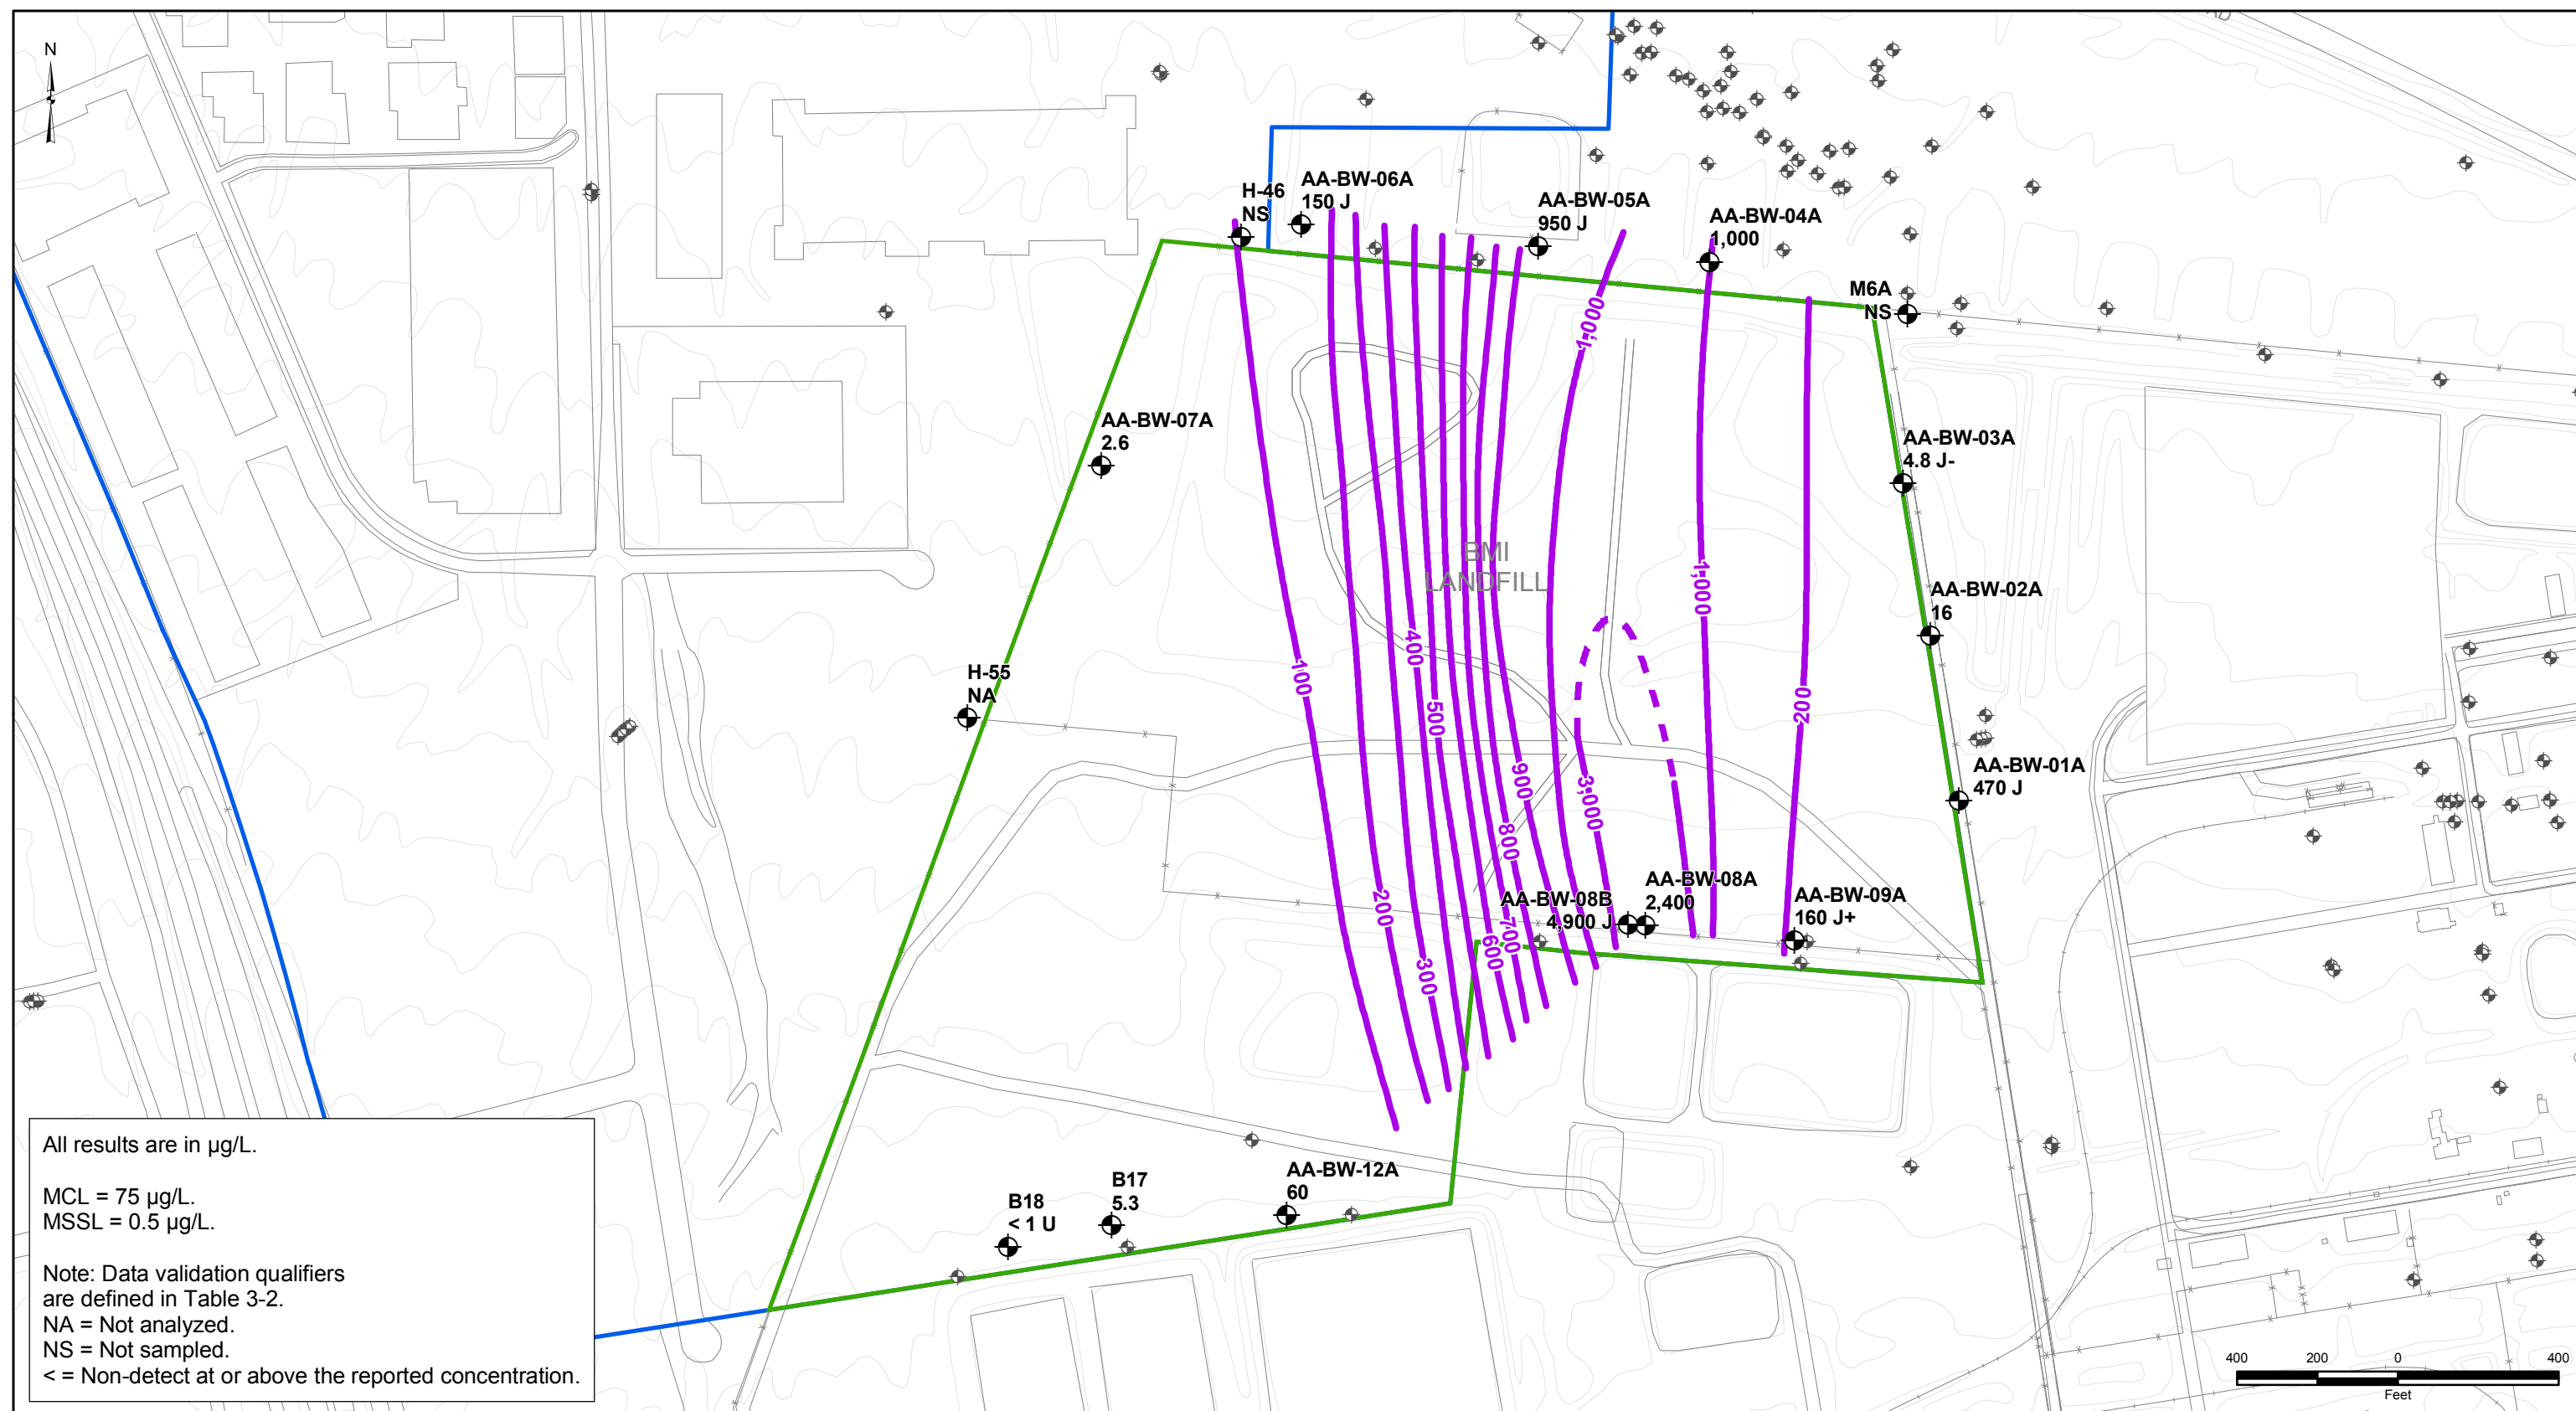 AD
N
H-46
NS
AA-BW-06A
150 J
AA-BW-05A
950 J
AA-BW-04A
1,000
M6A
NS
1,000
AA-BW-07A
2.6
AA-BW-03A
4.8 J-
BMI
LANDFILL
1,000
AA-BW-02A
16
H-55
NA
100
400
500
200
900
3,000
AA-BW-01A
470 J
800
AA-BW-08B
4,900 J
AA-BW-08A
2,400
AA-BW-09A
160 J+
200
700
600
300
B18
< 1 U
B17
5.3
AA-BW-12A
60
All results are in µg/L.
MCL = 75 µg/L.
MSSL = 0.5 µg/L.
Note: Data validation qualifiers
are defined in Table 3-2.
NA = Not analyzed.
NS = Not sampled.
< = Non-detect at or above the reported concentration.
400 200 0 400
Feet